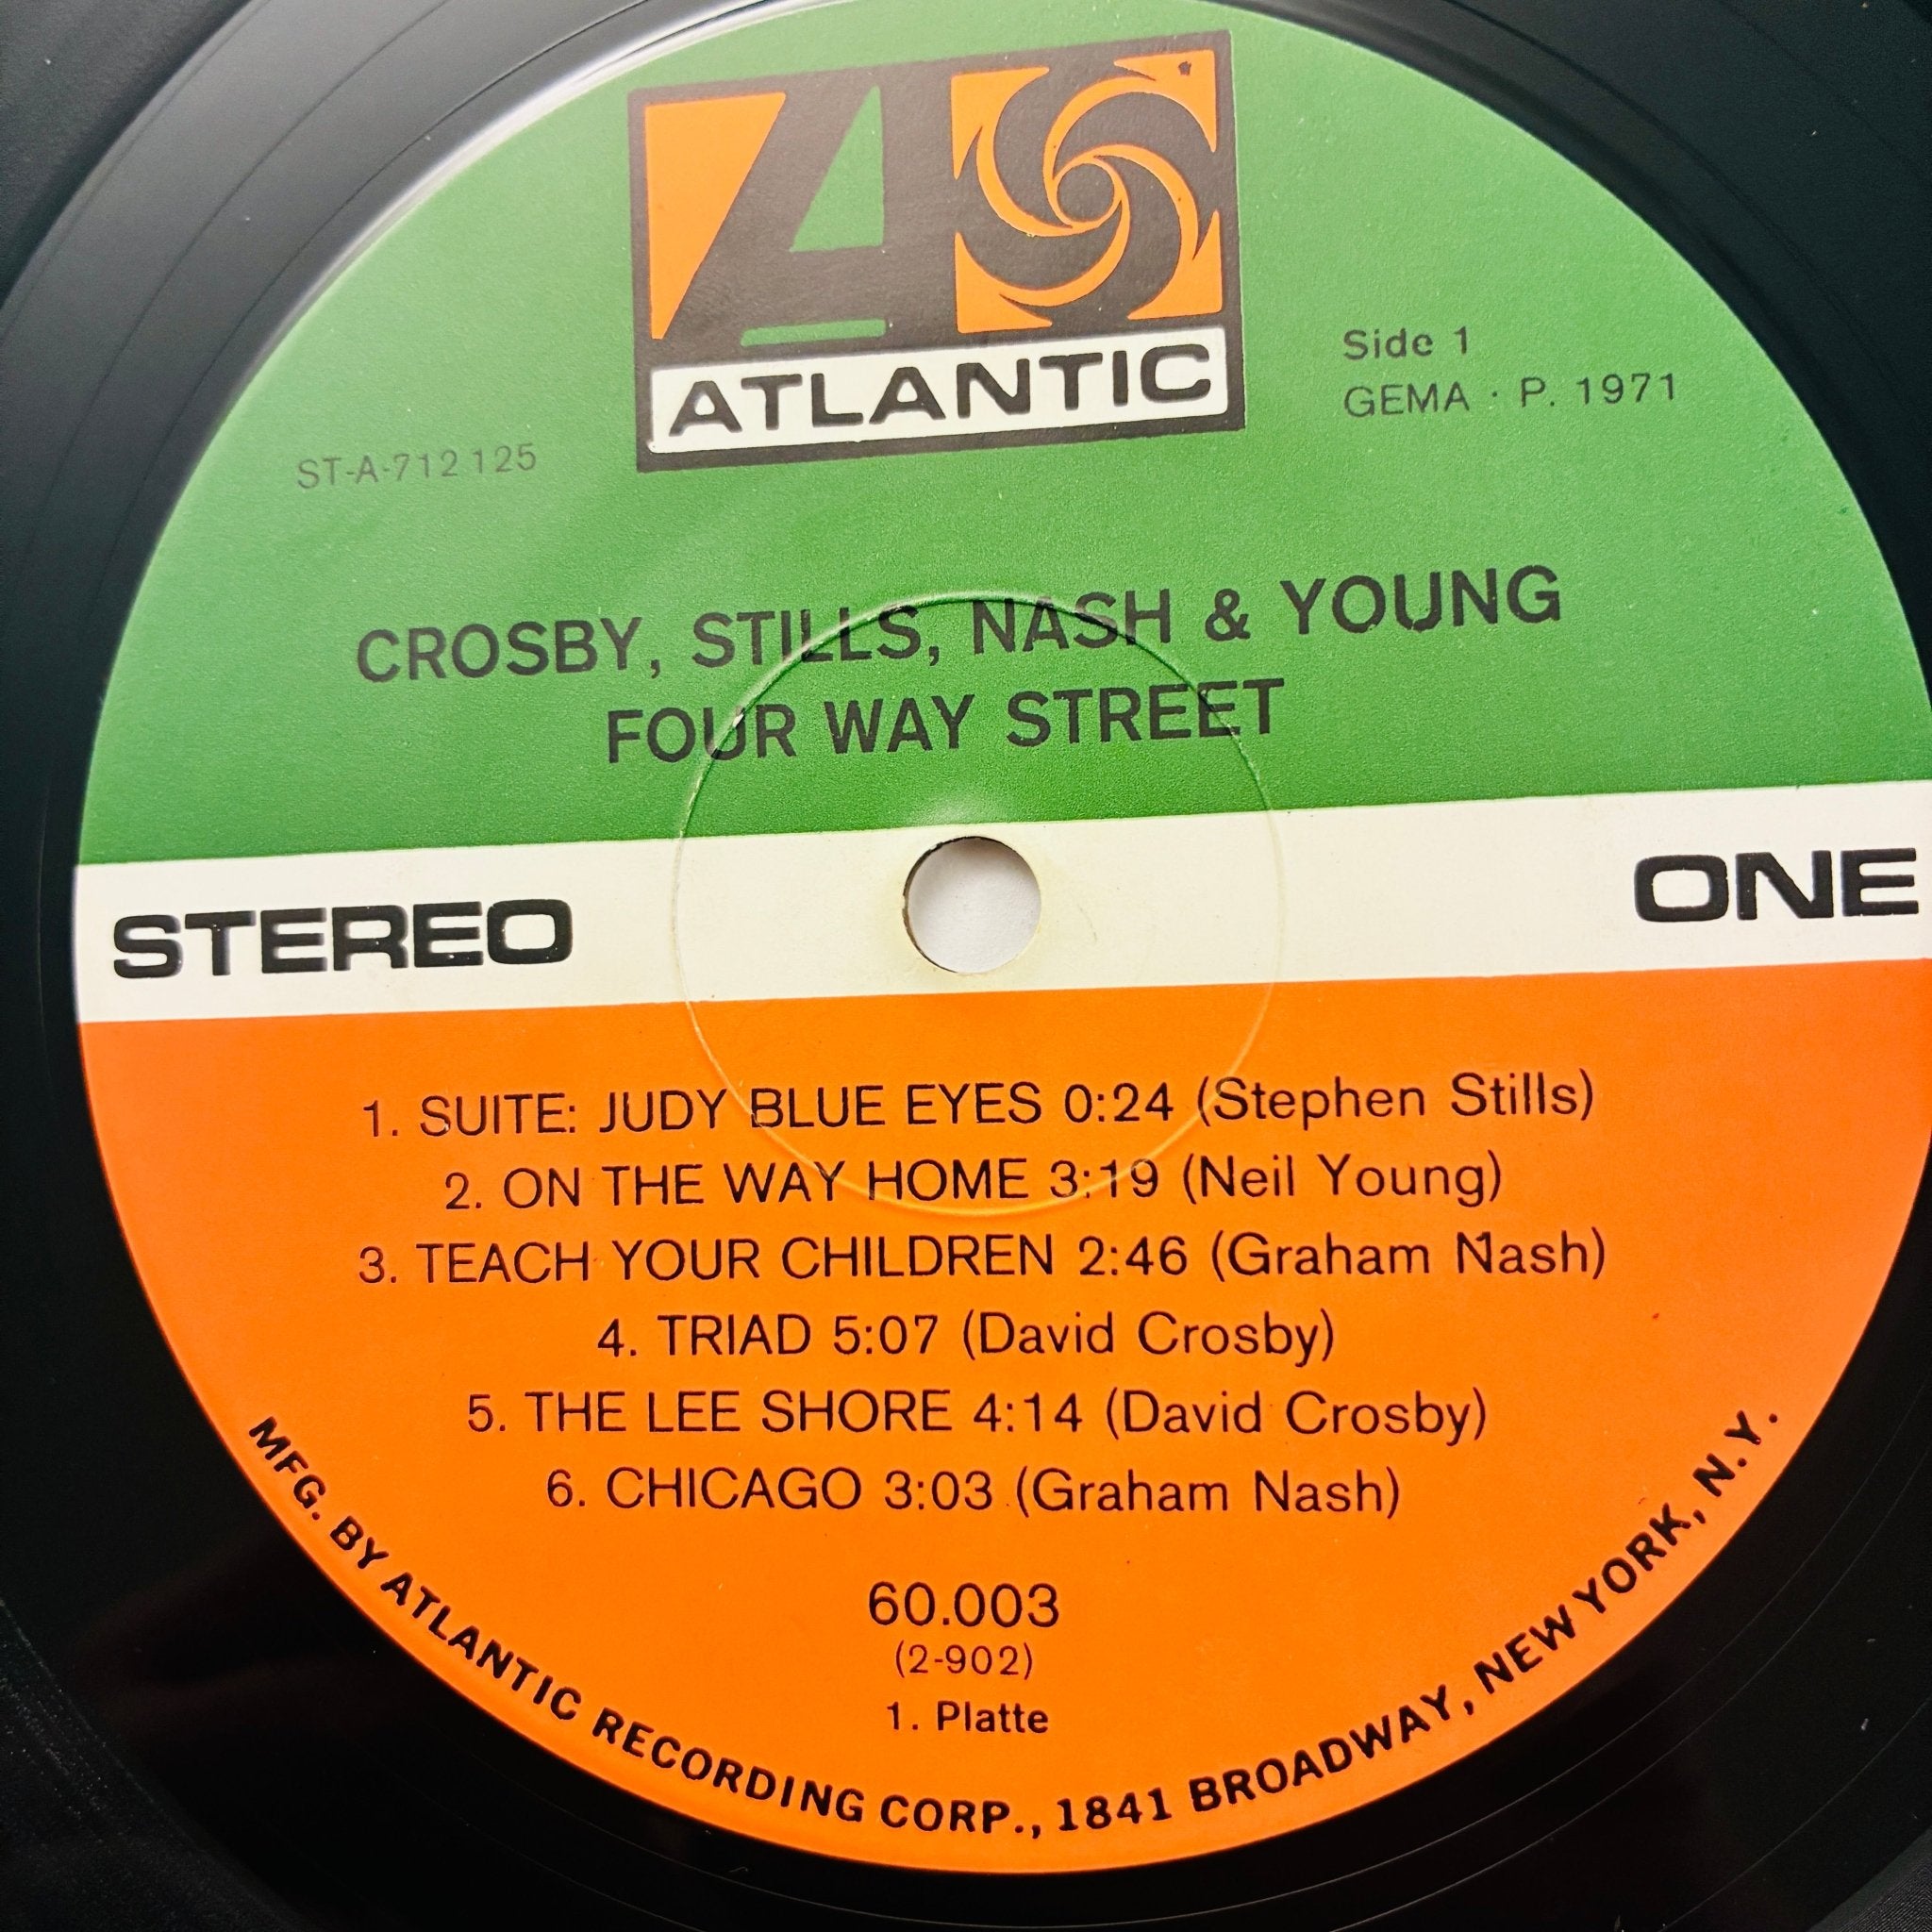 ATLANTIC
Side 1
GEMA · P. 1971
ST-A-712 125
CROSBY, STILLS, NASH & YOUNG
FOUR WAY STREET
STEREO
ONE
1. SUITE: JUDY BLUE EYES 0:24 (Stephen Stills)
2. ON THE WAY HOME 3:19 (Neil Young)
3. TEACH YOUR CHILDREN 2:46 (Graham Nash)
4. TRIAD 5:07 (David Crosby)
5. THE LEE SHORE 4:14 (David Crosby)
6. CHICAGO 3:03 (Graham Nash)
60.003
(2-902)
1. Platte
MFG. BY ATLANTIC RECORDING CORP., 1841 BROADWAY, NEW YORK, N.Y.